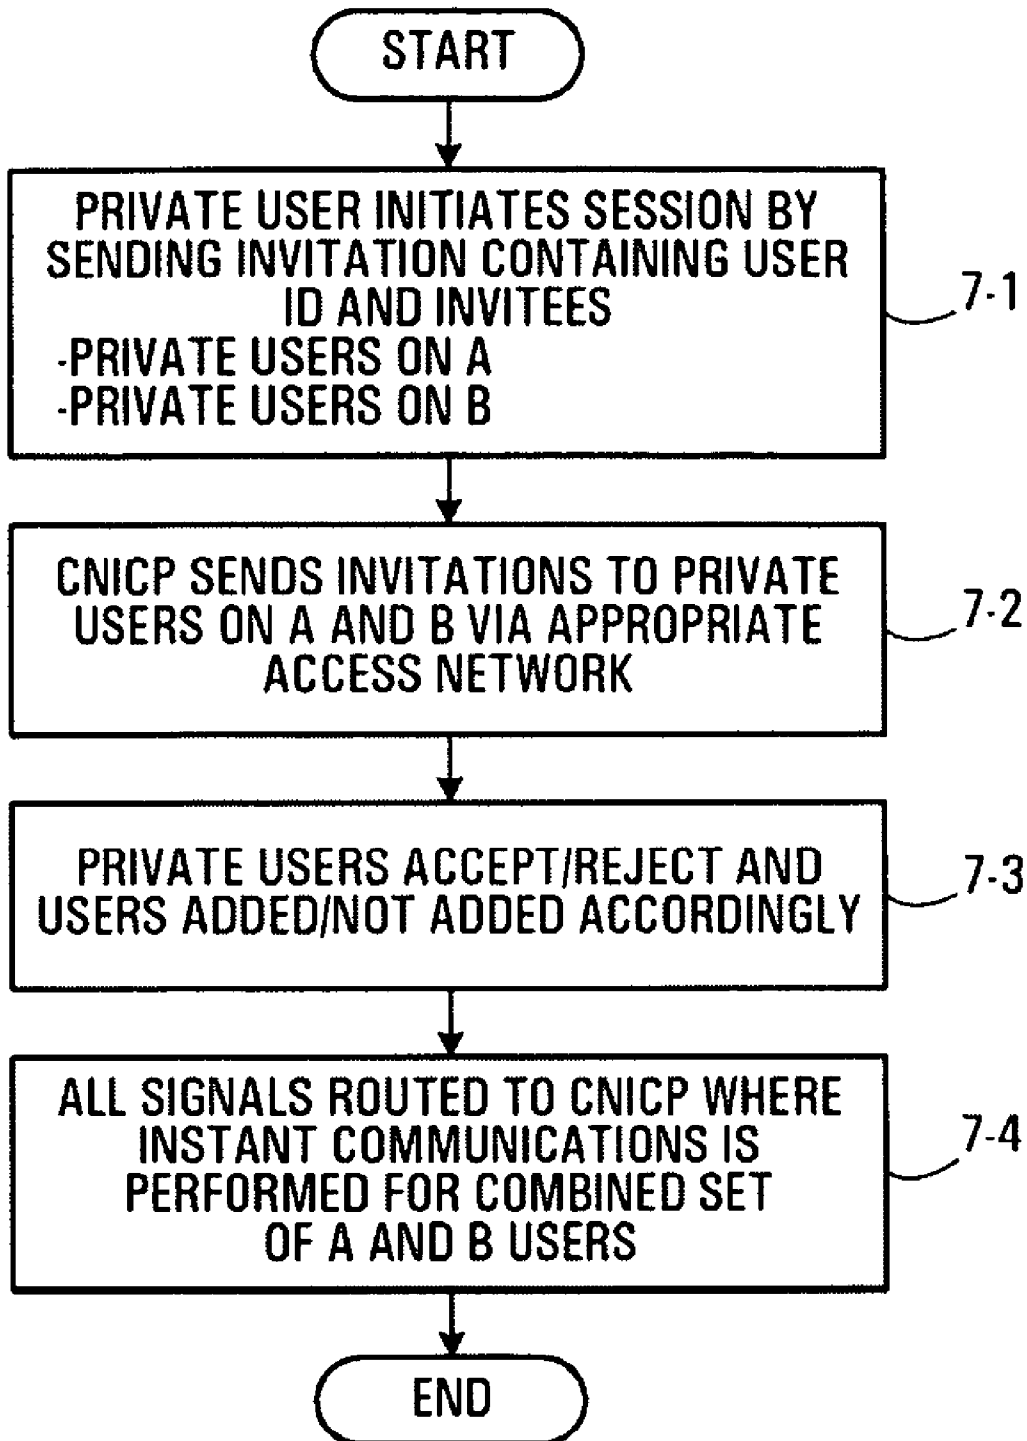 START
PRIVATE USER INITIATES SESSION BY
SENDING INVITATION CONTAINING USER
ID AND INVITEES
-PRIVATE USERS ON A
-PRIVATE USERS ON B
7-1
CNICP SENDS INVITATIONS TO PRIVATE
USERS ON A AND B VIA APPROPRIATE
ACCESS NETWORK
7-2
PRIVATE USERS ACCEPT/REJECT AND
USERS ADDED/NOT ADDED ACCORDINGLY
7-3
ALL SIGNALS ROUTED TO CNICP WHERE
INSTANT COMMUNICATIONS IS
PERFORMED FOR COMBINED SET
OF A AND B USERS
7-4
END